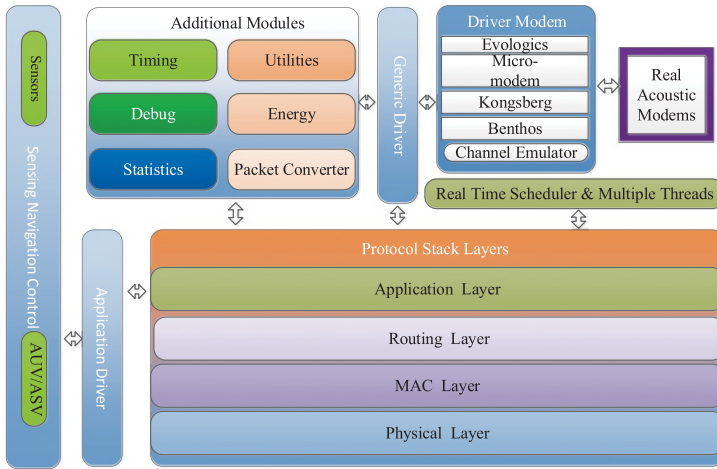 Sensors
Sensing Navigation Control
AUV/ASV
Additional Modules
Timing
Utilities
Debug
Energy
Statistics
Packet Converter
Generic Driver
Driver Modem
Evologics
Micro-
modem
Kongsberg
Benthos
Channel Emulator
Real
Acoustic
Modems
Real Time Scheduler & Multiple Threads
Application Driver
Protocol Stack Layers
Application Layer
Routing Layer
MAC Layer
Physical Layer